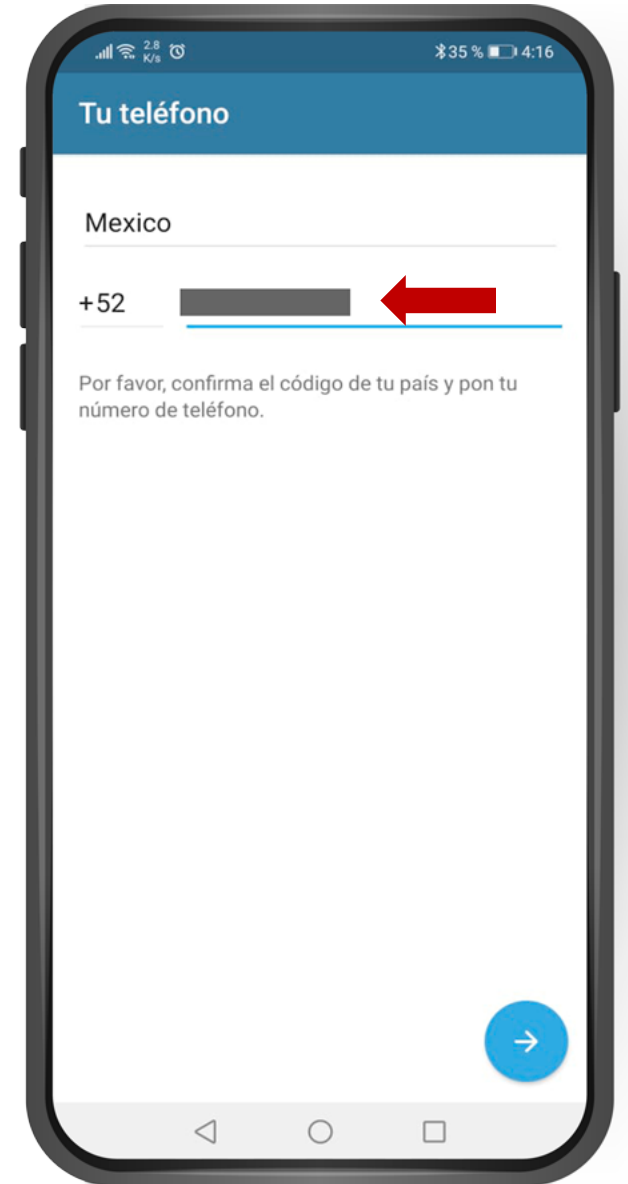 2.8
K/s
35 %
4:16
Tu teléfono
Mexico
+52
Por favor, confirma el código de tu país y pon tu
número de teléfono.